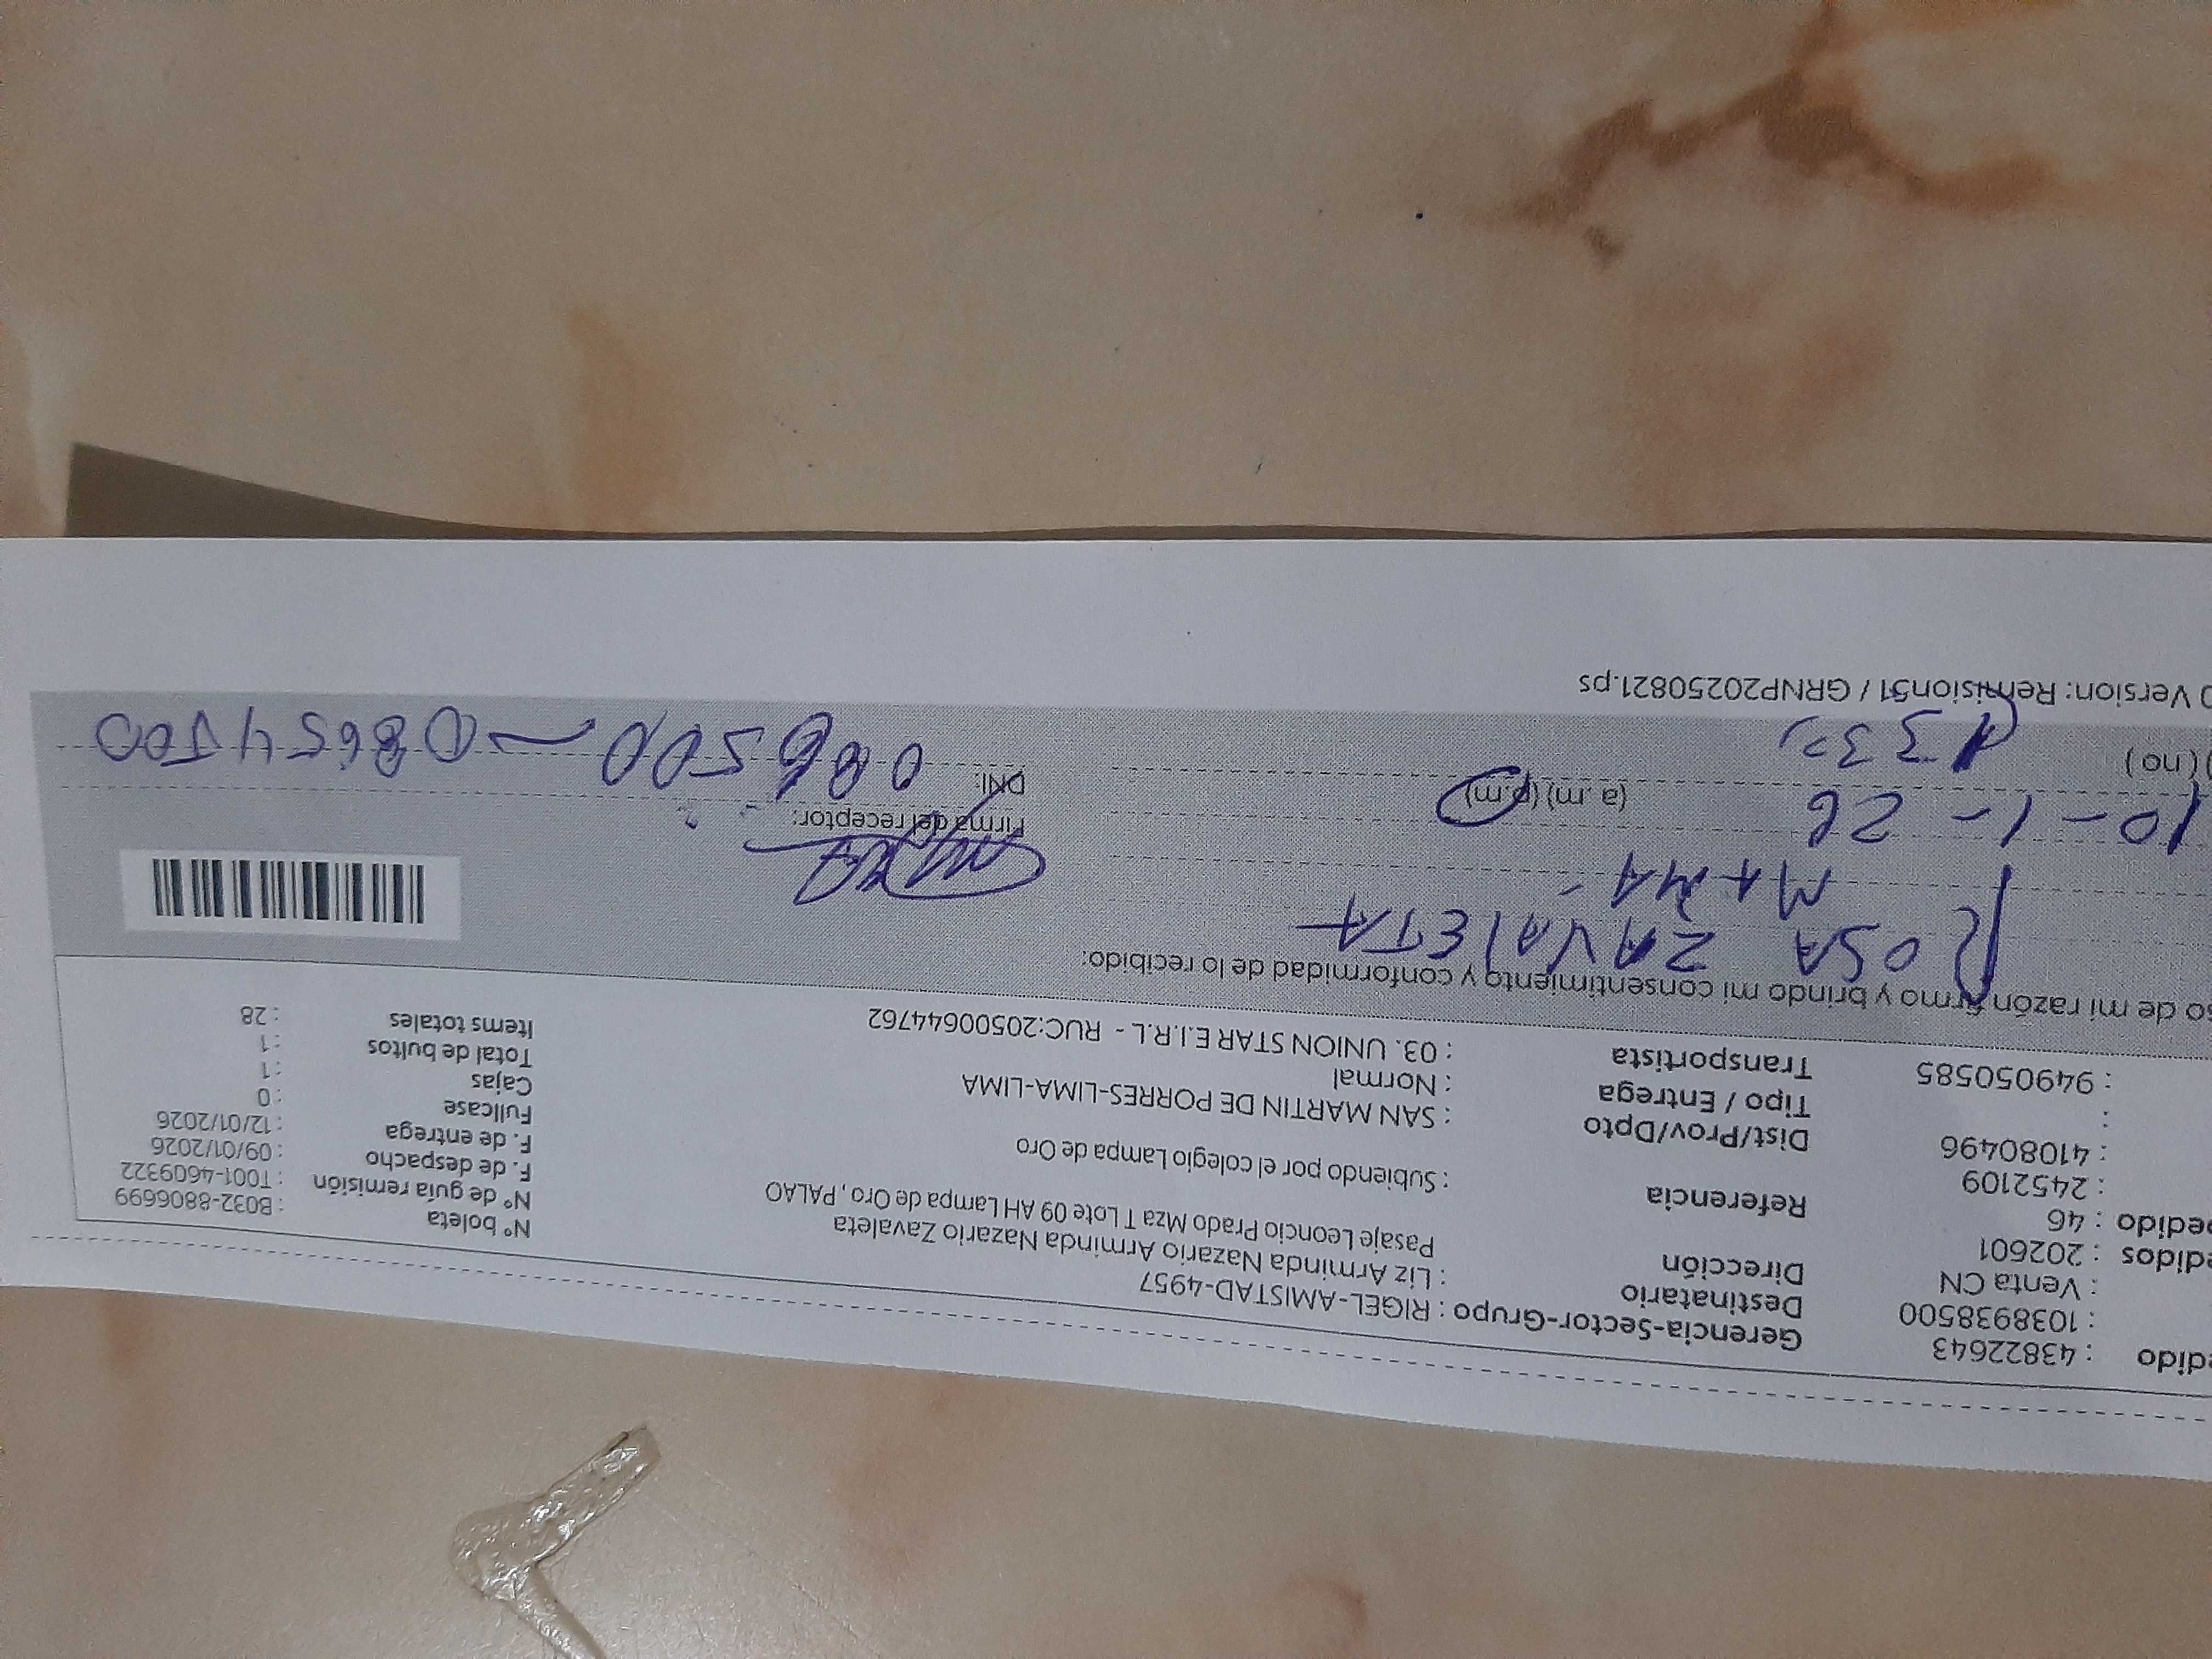 edido : 43822643 Gerencia-Sector-Grupo : RIGEL-AMISTAD-4957
: 1038938500 Destinatario : Liz Arminda Nazario Arminda Nazario Zavaleta
: Venta CN Dirección Pasaje Leoncio Prado Mza T Lote 09 AH Lampa de Oro , PALAO
edidos : 202601
pedido : 46 Referencia : Subiendo por el colegio Lampa de Oro
: 2452109
: 41080496 Dist/Prov/Dpto : SAN MARTIN DE PORRES-LIMA-LIMA
: Tipo / Entrega : Normal
: 949050585 Transportista : 03. UNION STAR E.I.R.L - RUC:20500644762
N° boleta : B032-8806699
N° de guía remisión : T001-4609322
F. de despacho : 09/01/2026
F. de entrega : 12/01/2026
Fullcase : 0
Cajas : 1
Total de bultos : 1
Items totales : 28
so de mi razón firmo y brindo mi consentimiento y conformidad de lo recibido:
ROSA ZAVALETA
MAMA
10-1-26 (a.m) (p.m) Firma del receptor:
) (no) DNI: 086500 08654500
0 Version: Remision51 / GRNP20250821.ps